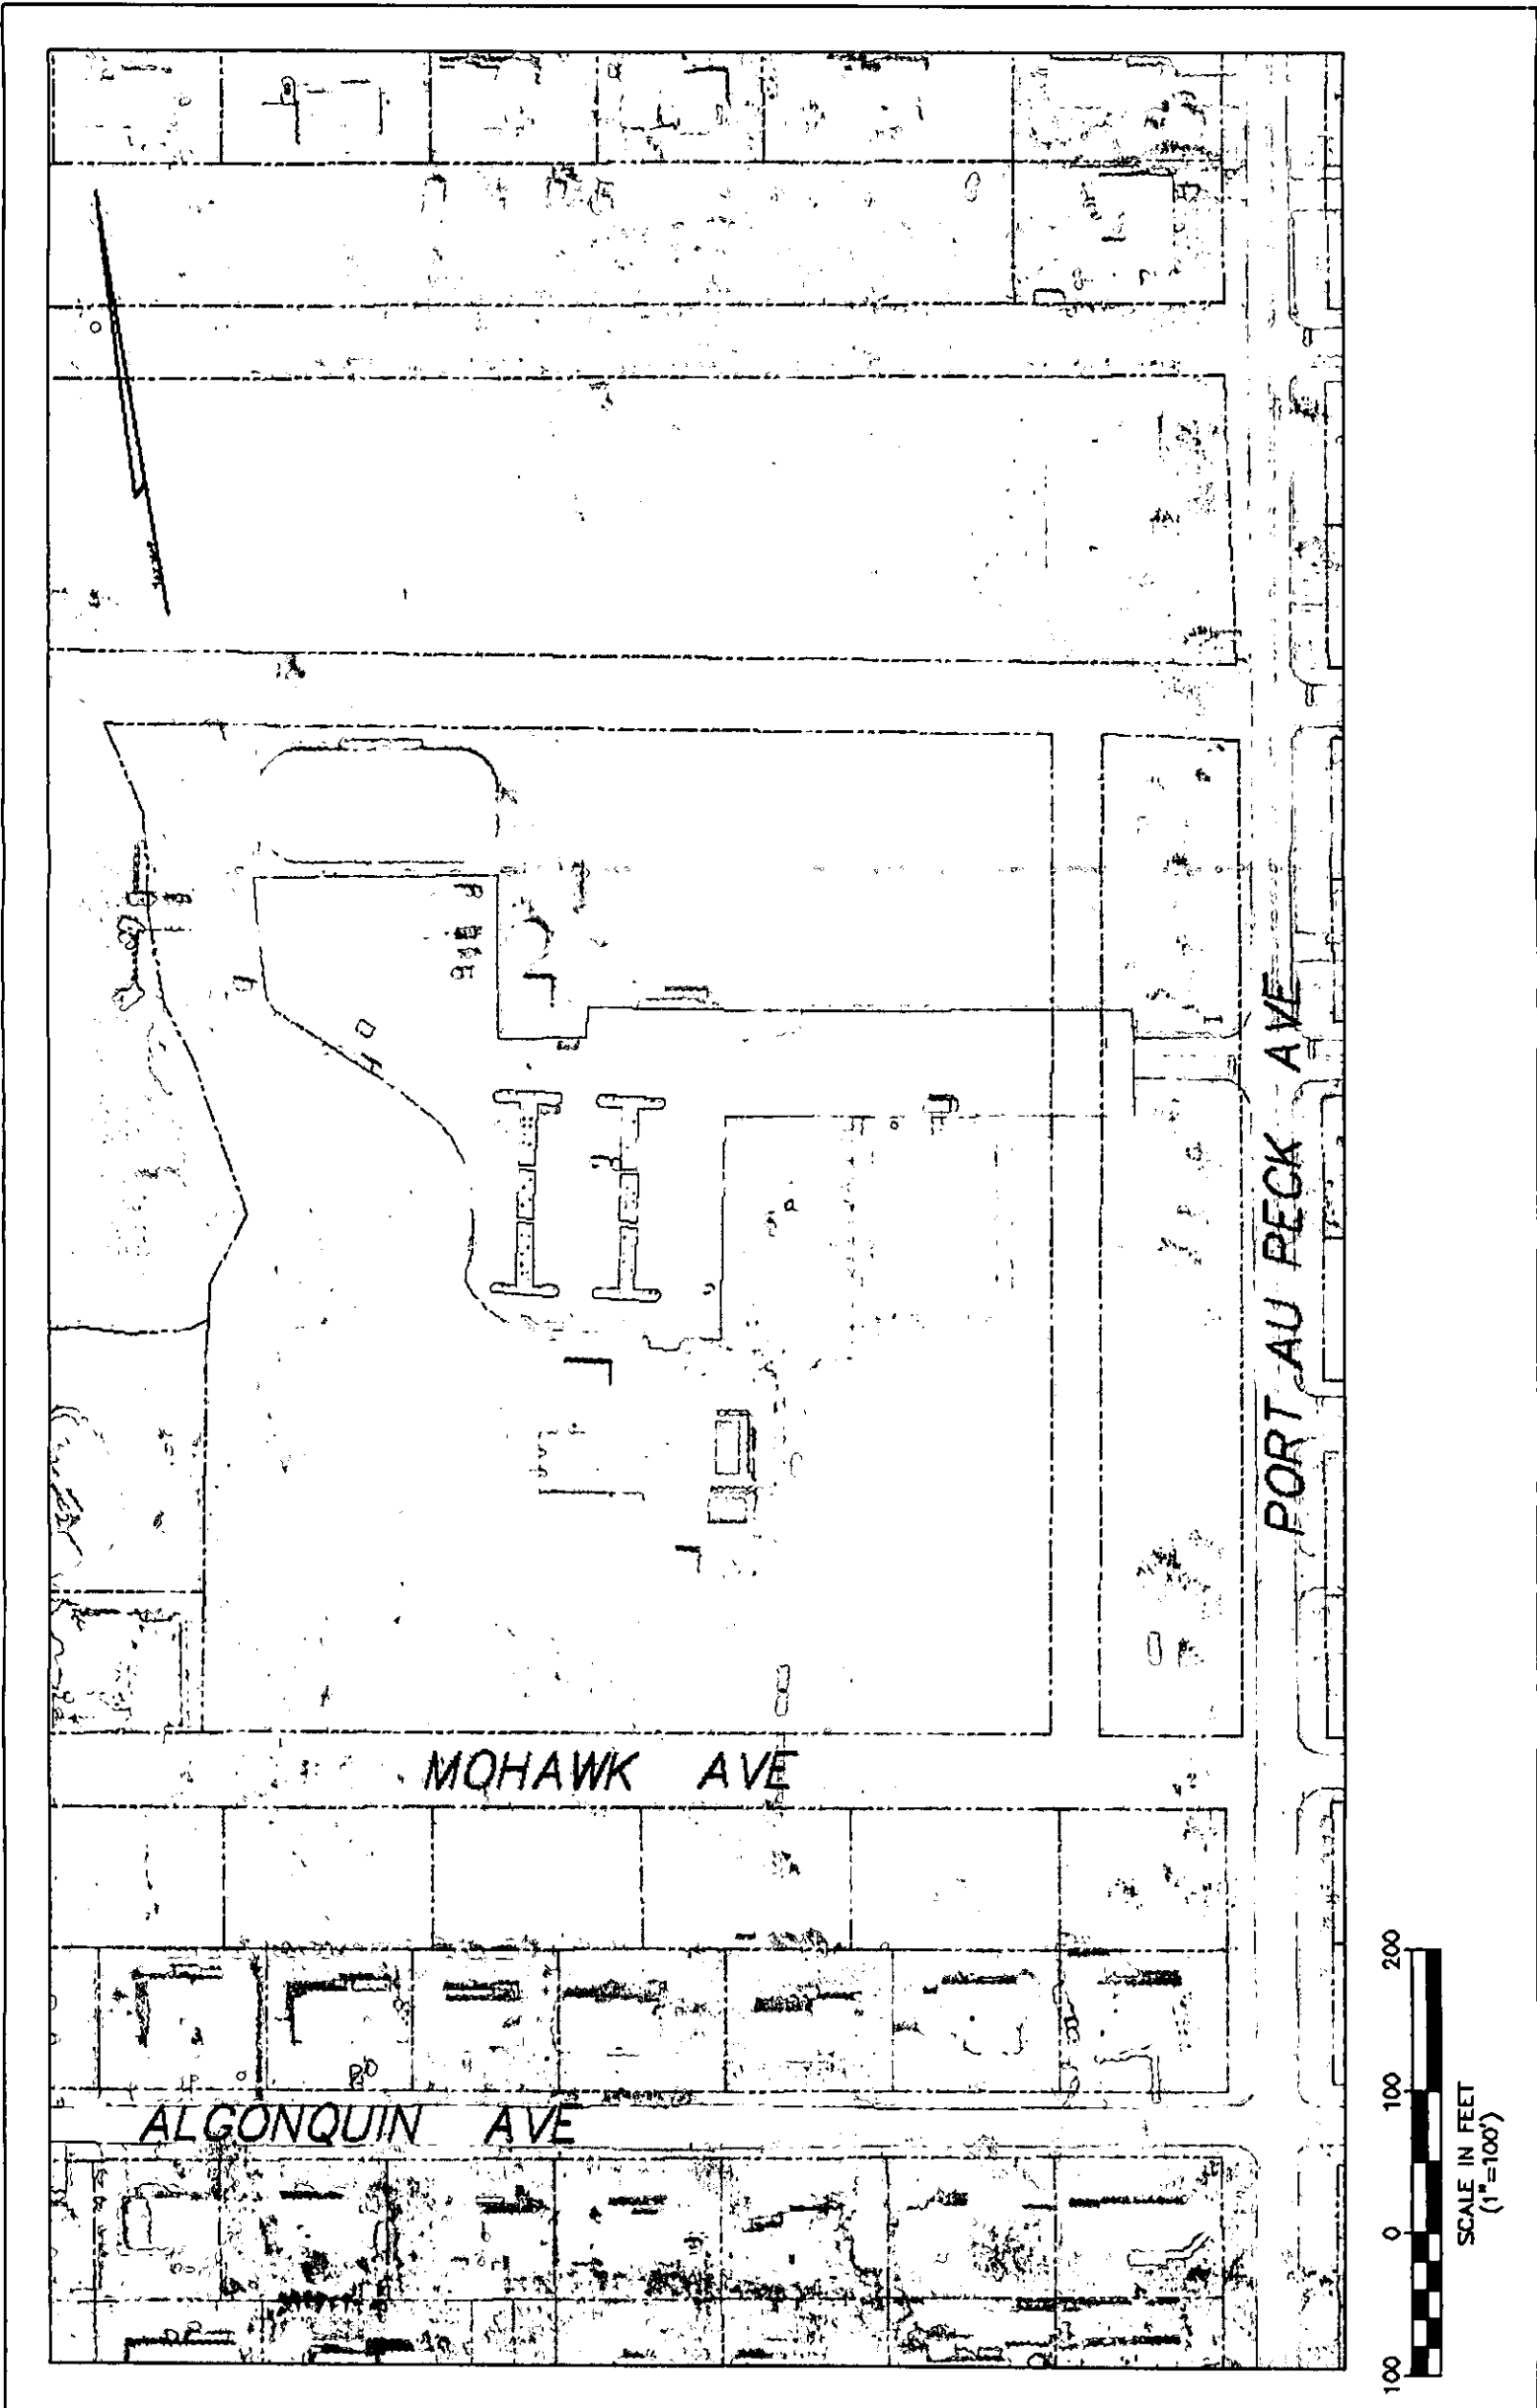 PORT AU PECK AVE
MOHAWK AVE
ALGONQUIN AVE
100 0 100 200
SCALE IN FEET
(1"=100')